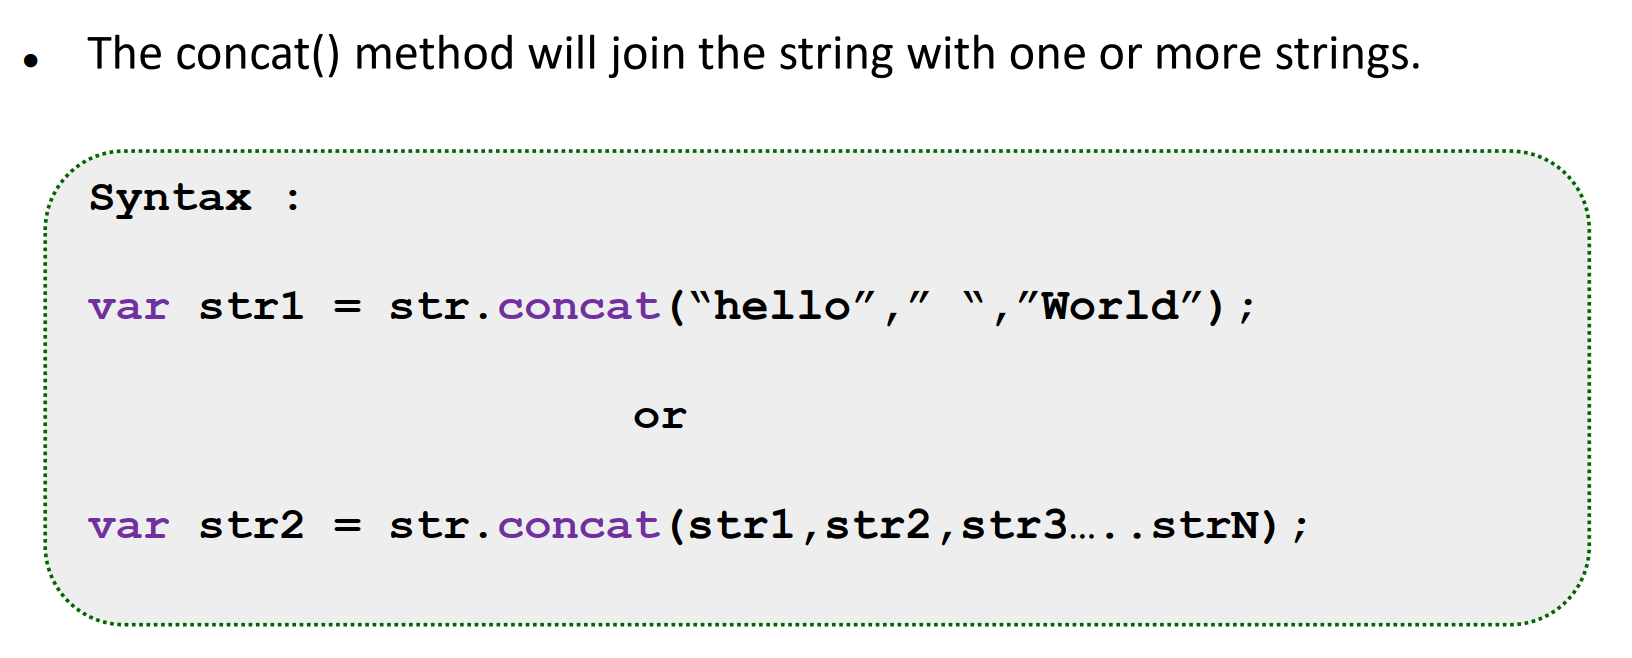 • The concat() method will join the string with one or more strings.
Syntax :
var str1 = str.concat(“hello”,” “,”World”);
or
var str2 = str.concat(str1,str2,str3…..strN);